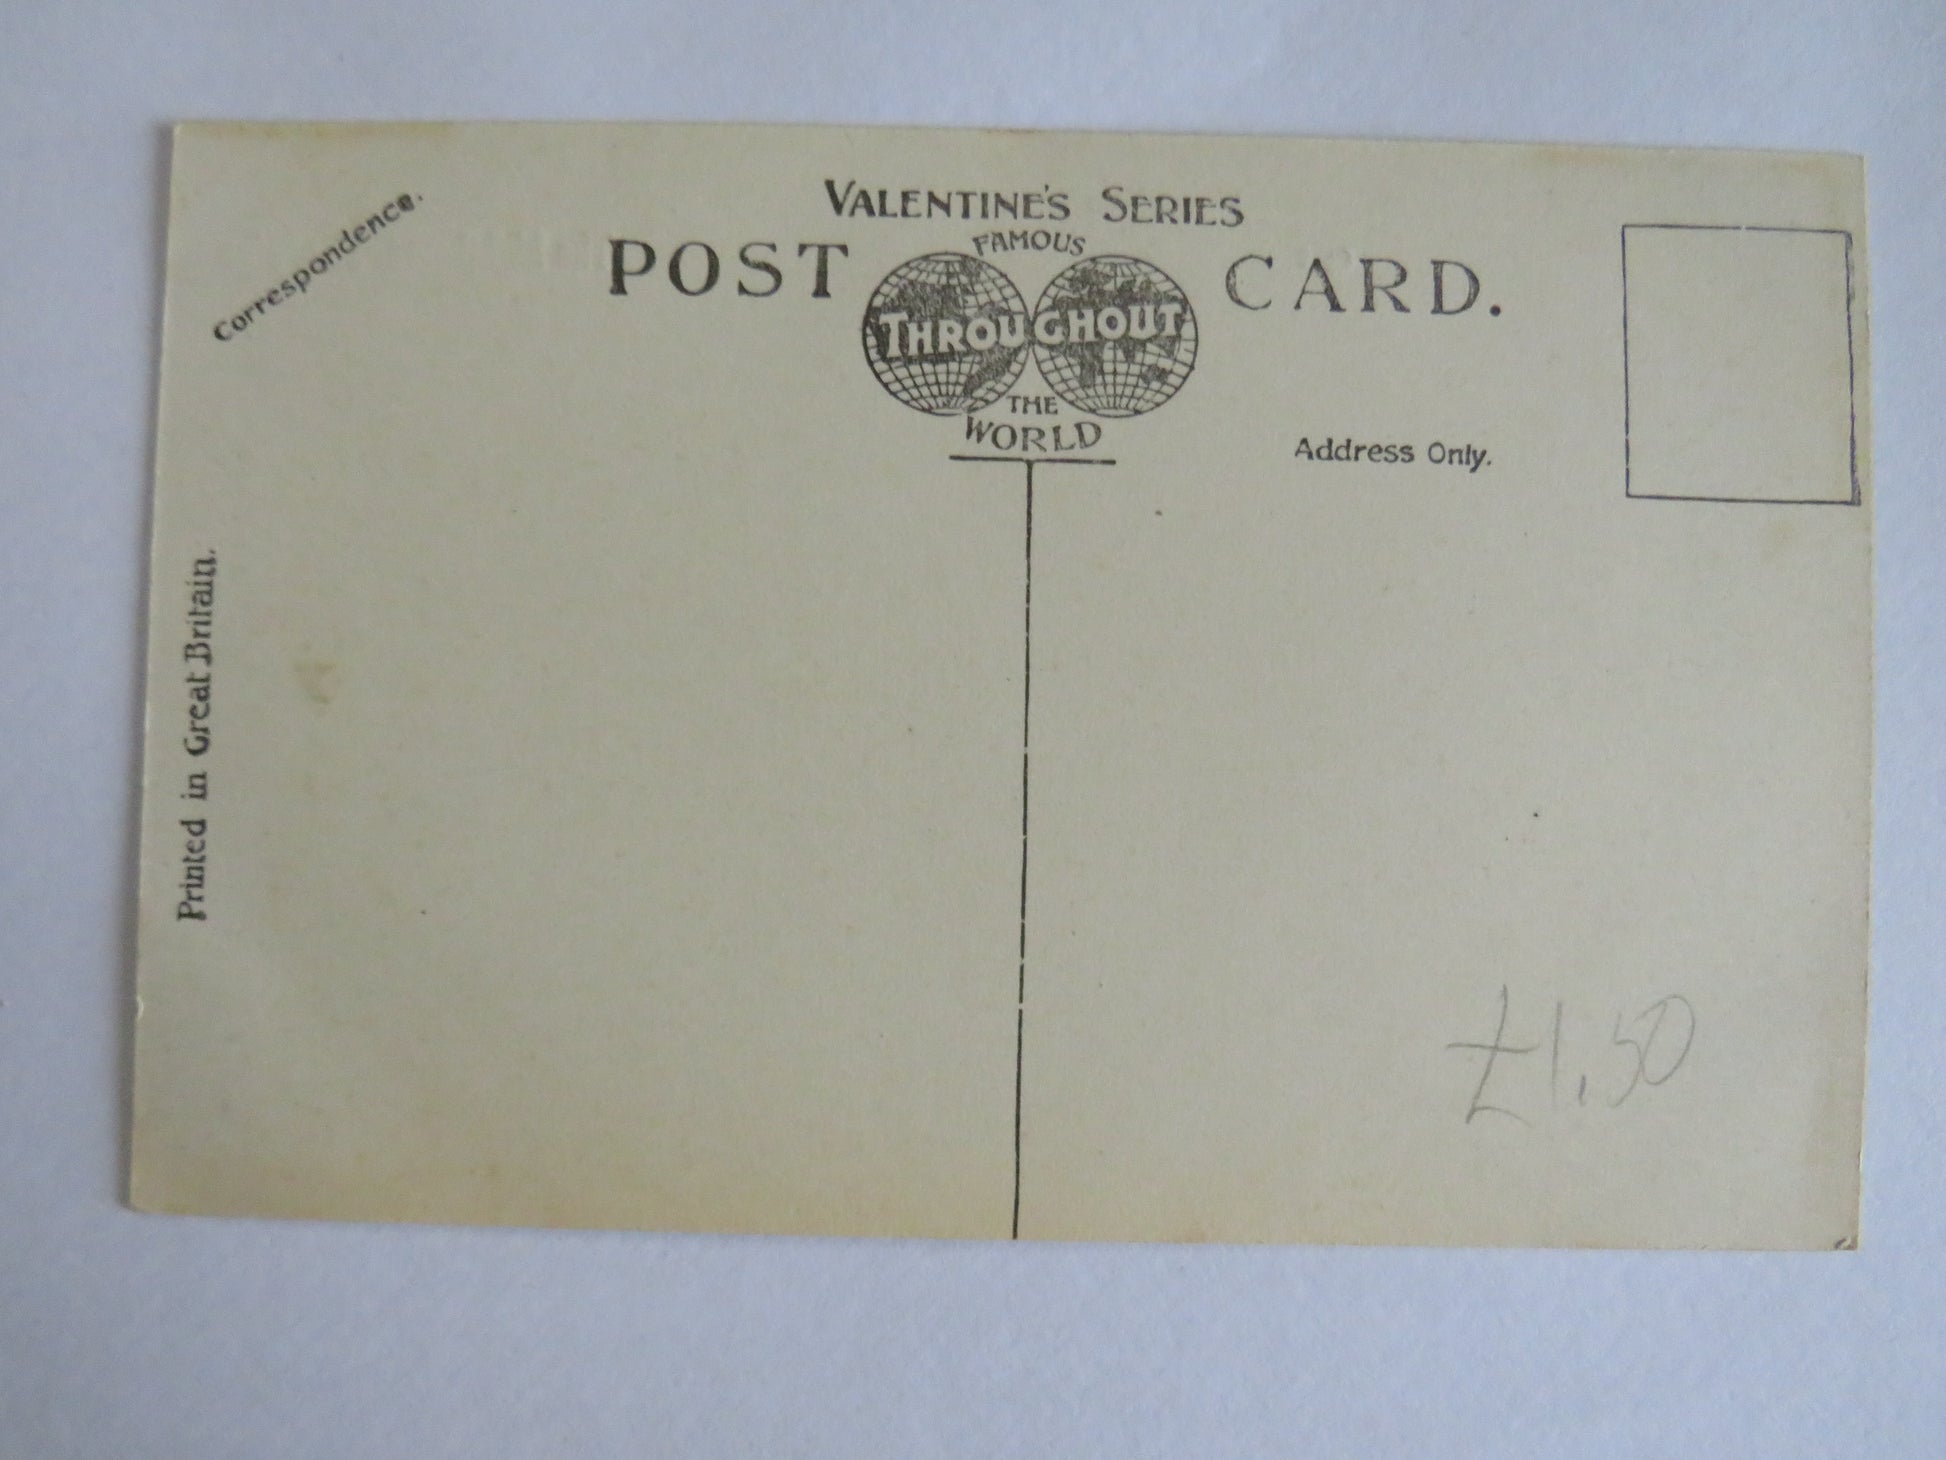 VALENTINE'S SERIES
POST CARD.
FAMOUS
THROUGHOUT
THE
WORLD
Correspondence.
Address Only.
Printed in Great Britain.
£1.50